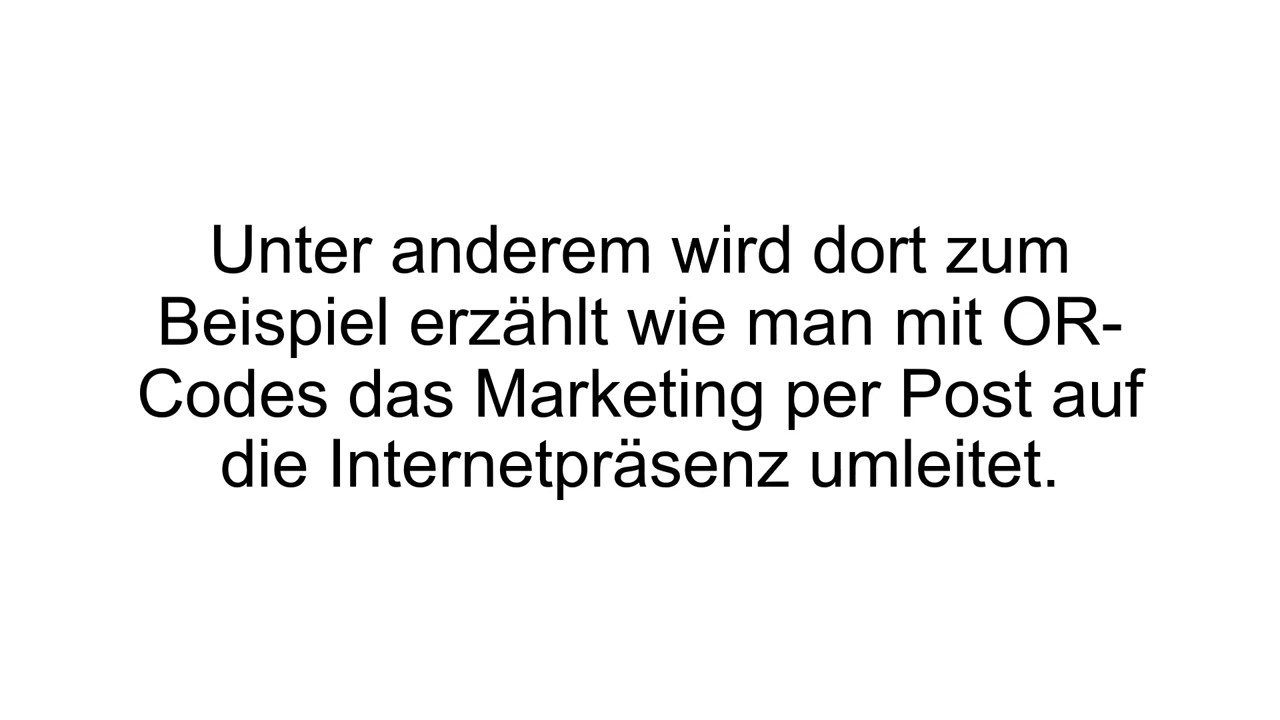 Unter anderem wird dort zum
Beispiel erzählt wie man mit OR-
Codes das Marketing per Post auf
die Internetpräsenz umleitet.